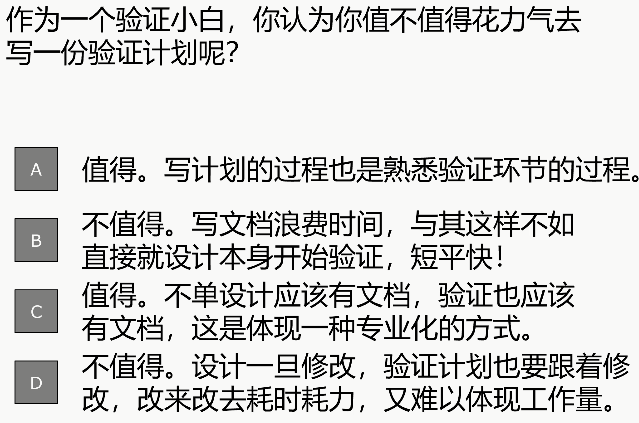 作为一个验证小白，你认为你值不值得花力气去
写一份验证计划呢？
A 值得。写计划的过程也是熟悉验证环节的过程。
B 不值得。写文档浪费时间，与其这样不如
直接就设计本身开始验证，短平快！
C 值得。不单设计应该有文档，验证也应该
有文档，这是体现一种专业化的方式。
D 不值得。设计一旦修改，验证计划也要跟着修
改，改来改去耗时耗力，又难以体现工作量。